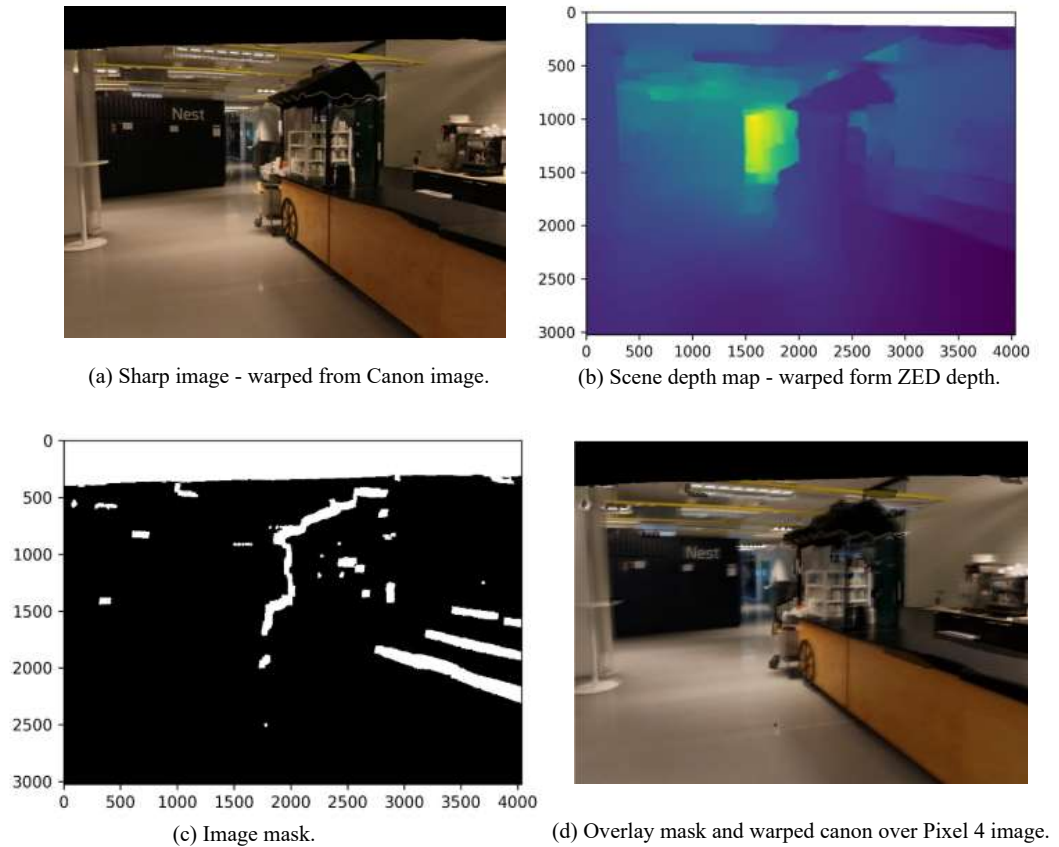 Nest
(a) Sharp image - warped from Canon image.
0
500
1000
1500
2000
2500
3000
0 500 1000 1500 2000 2500 3000 3500 4000
(b) Scene depth map - warped form ZED depth.
0
500
1000
1500
2000
2500
3000
0 500 1000 1500 2000 2500 3000 3500 4000
(c) Image mask.
Nest
(d) Overlay mask and warped canon over Pixel 4 image.